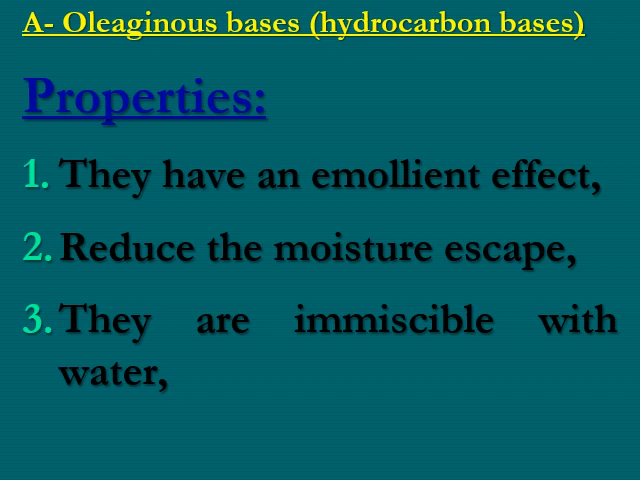 A- Oleaginous bases (hydrocarbon bases)
Properties:
1. They have an emollient effect,
2. Reduce the moisture escape,
3. They are immiscible with
water,